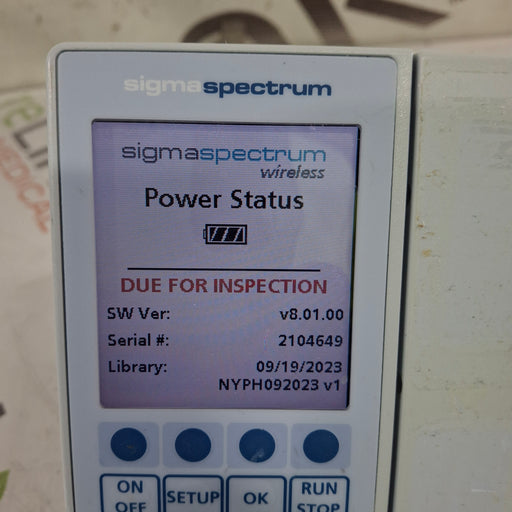 sigmaspectrum
sigmaspectrum
wireless
Power Status
DUE FOR INSPECTION
SW Ver: v8.01.00
Serial #: 2104649
Library: 09/19/2023
NYPH092023 v1
ON
OFF
SETUP
OK
RUN
STOP
MEDICAL